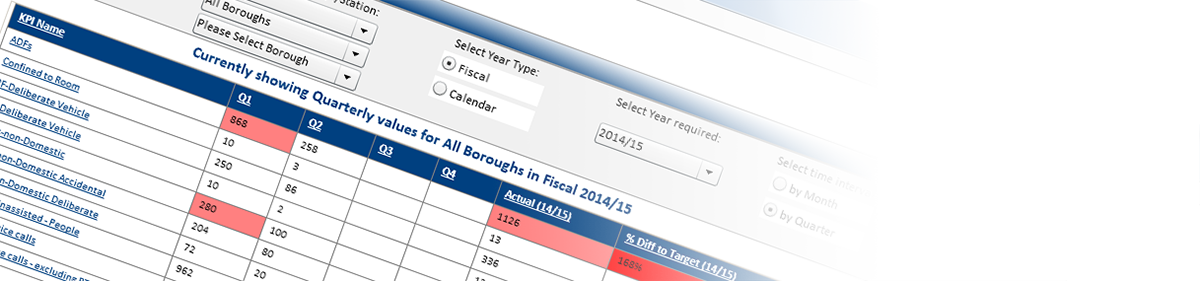 Station:
All Boroughs
Please Select Borough
Select Year Type:
Fiscal
Calendar
Select Year required:
2014/15
Select time
by Month
by Quarter
Currently showing Quarterly values for All Boroughs in Fiscal 2014/15
KPI Name Q1 Q2 Q3 Q4 Actual (14/15) % Diff to Target (14/15)
ADFs 868 258 1126 168%
Confined to Room 10 3 13
F-Deliberate Vehicle 250 86 336
Deliberate Vehicle 10 2
-non-Domestic 280 100
non-Domestic Accidental 204 80
n-Domestic Deliberate 72 20
nassisted - People 962
ice calls
e calls - excluding